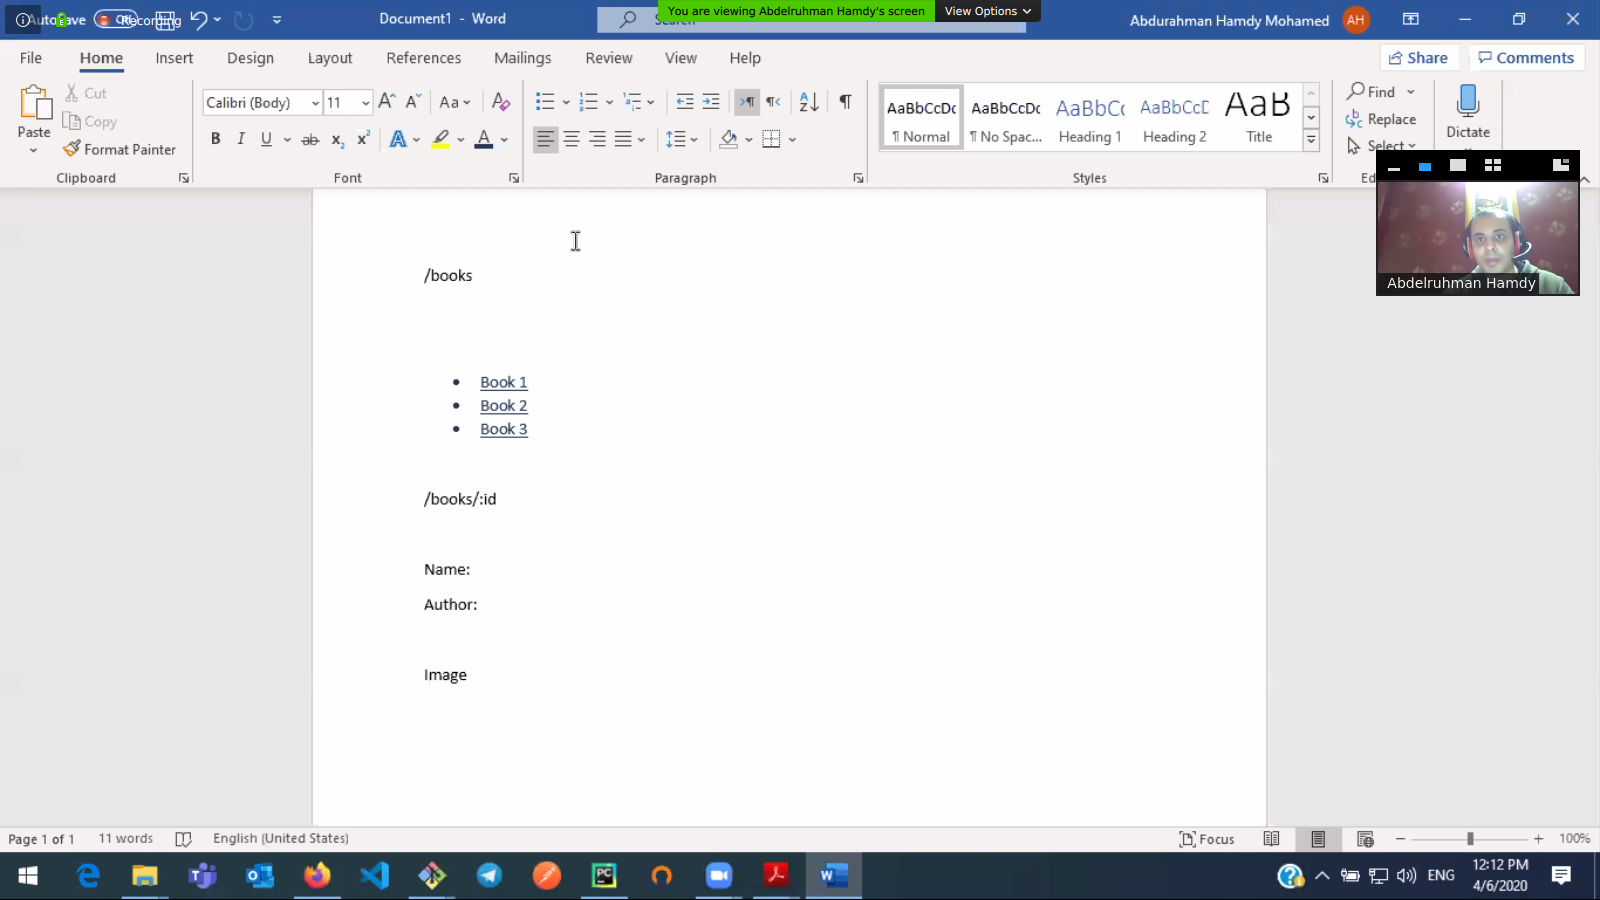 AutoSave
Recording
Document1 - Word
You are viewing Abdelruhman Hamdy's screen
View Options
Abdurahman Hamdy Mohamed
AH
File
Home
Insert
Design
Layout
References
Mailings
Review
View
Help
Share
Comments
Paste
Cut
Copy
Format Painter
Clipboard
Calibri (Body)
11
Font
Paragraph
AaBbCcDc
¶ Normal
AaBbCcDc
¶ No Spac...
AaBbCc
Heading 1
AaBbCcD
Heading 2
AaB
Title
Styles
Find
Replace
Select
Dictate
Abdelruhman Hamdy
/books
• Book 1
• Book 2
• Book 3
/books/:id
Name:
Author:
Image
Page 1 of 1
11 words
English (United States)
Focus
100%
ENG
12:12 PM
4/6/2020